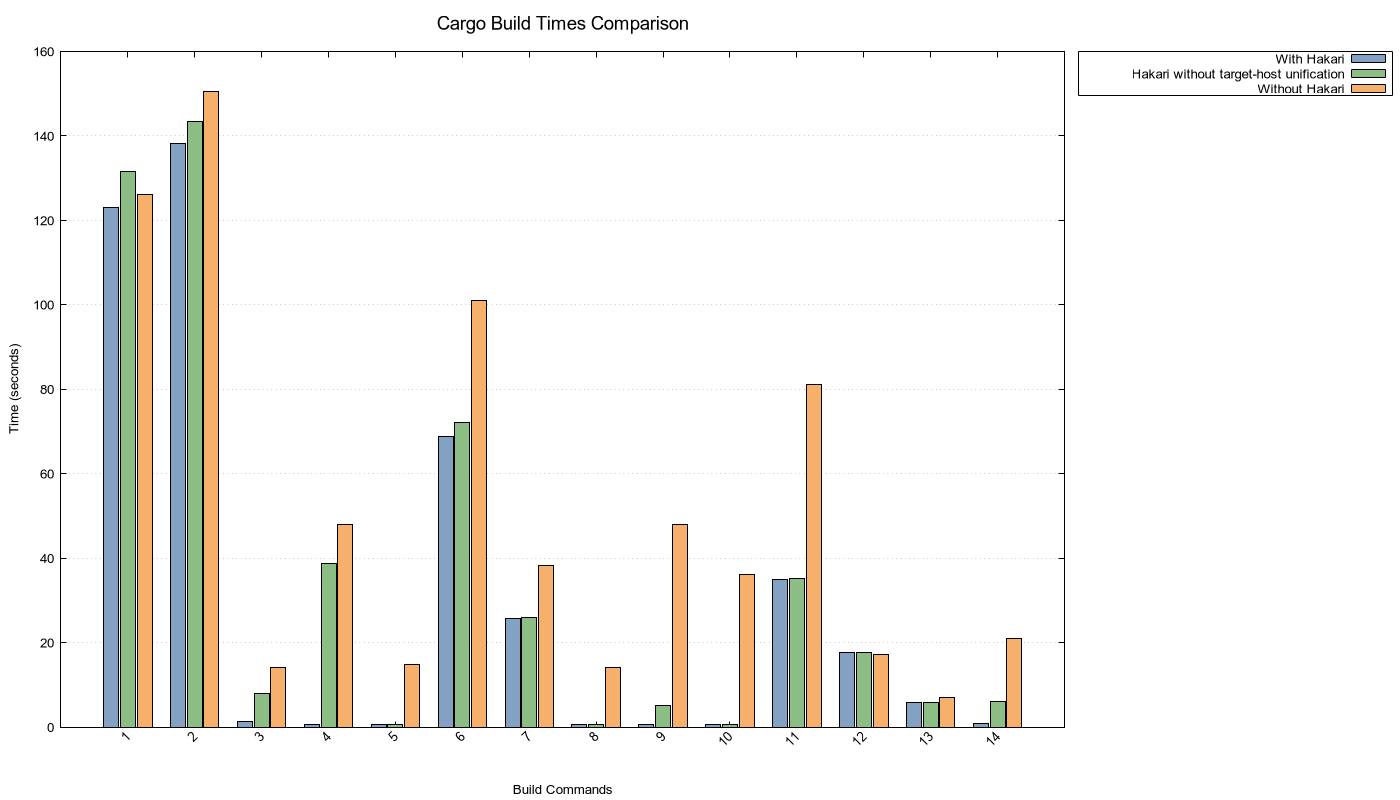 Cargo Build Times Comparison
With Hakari
Hakari without target-host unification
Without Hakari
Time (seconds)
160
140
120
100
80
60
40
20
0
1 2 3 4 5 6 7 8 9 10 11 12 13 14
Build Commands